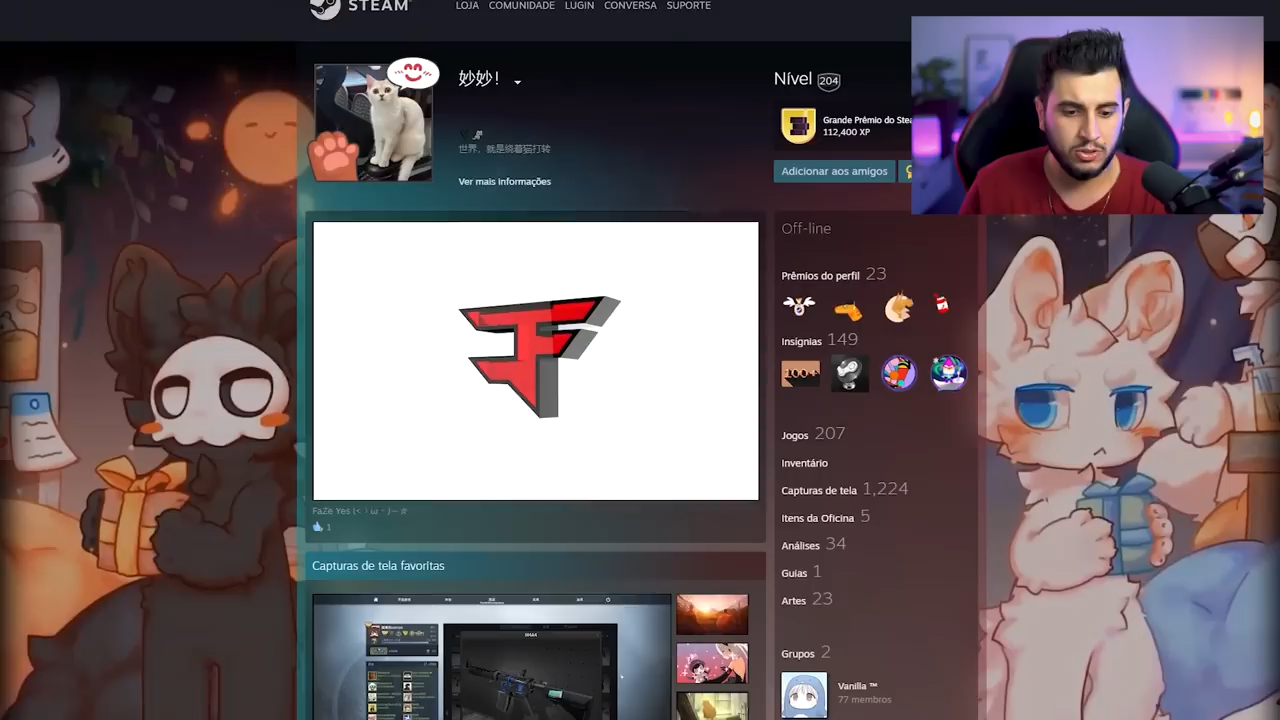 STEAM
LOJA COMUNIDADE LUGIN CONVERSA SUPORTE
妙妙！
世界，就是绕着猫打转
Ver mais informações
Nível 204
Grande Prêmio do Stea
112,400 XP
Adicionar aos amigos
Off-line
Prêmios do perfil 23
Insígnias 149
100+
Jogos 207
Inventário
Capturas de tela 1,224
Itens da Oficina 5
Análises 34
Guias 1
Artes 23
Grupos 2
Vanilla ™
77 membros
FaZe Yes
1
Capturas de tela favoritas
M4A4